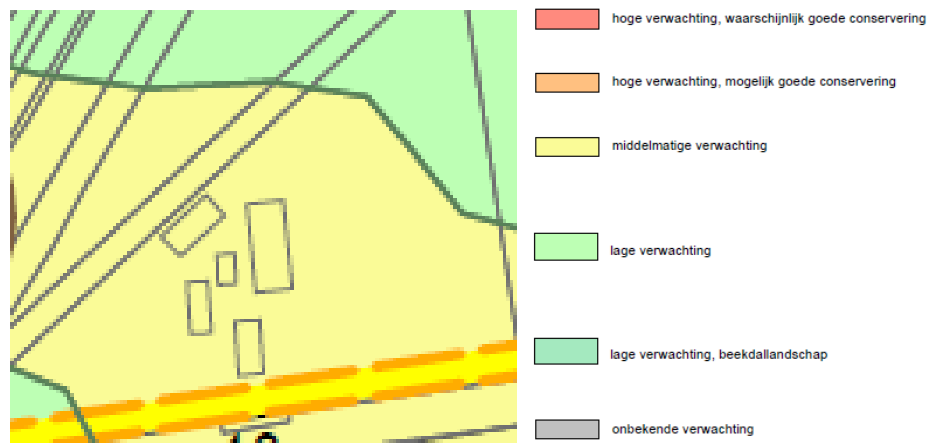 hoge verwachting, waarschijnlijk goede conservering
hoge verwachting, mogelijk goede conservering
middelmatige verwachting
lage verwachting
lage verwachting, beekdallandschap
onbekende verwachting